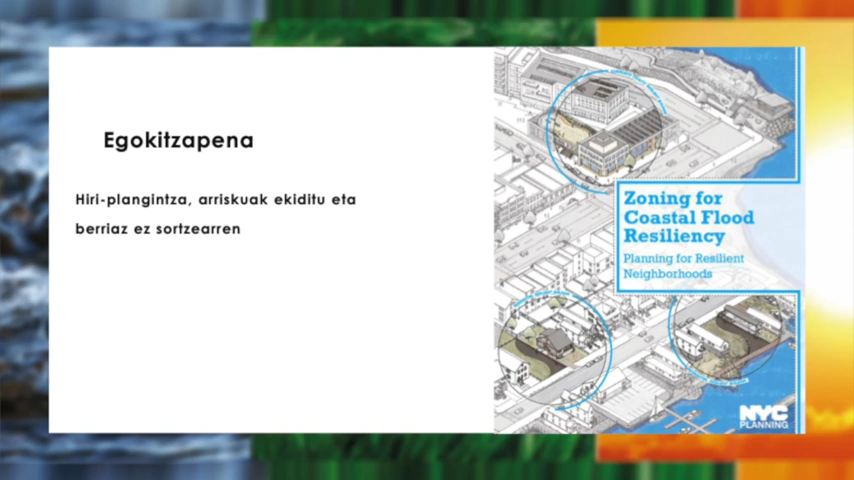 Egokitzapena
Hiri-plangintza, arriskuak ekiditu eta
berriaz ez sortzearren
Zoning for
Coastal Flood
Resiliency
Planning for Resilient
Neighborhoods
NYC
PLANNING